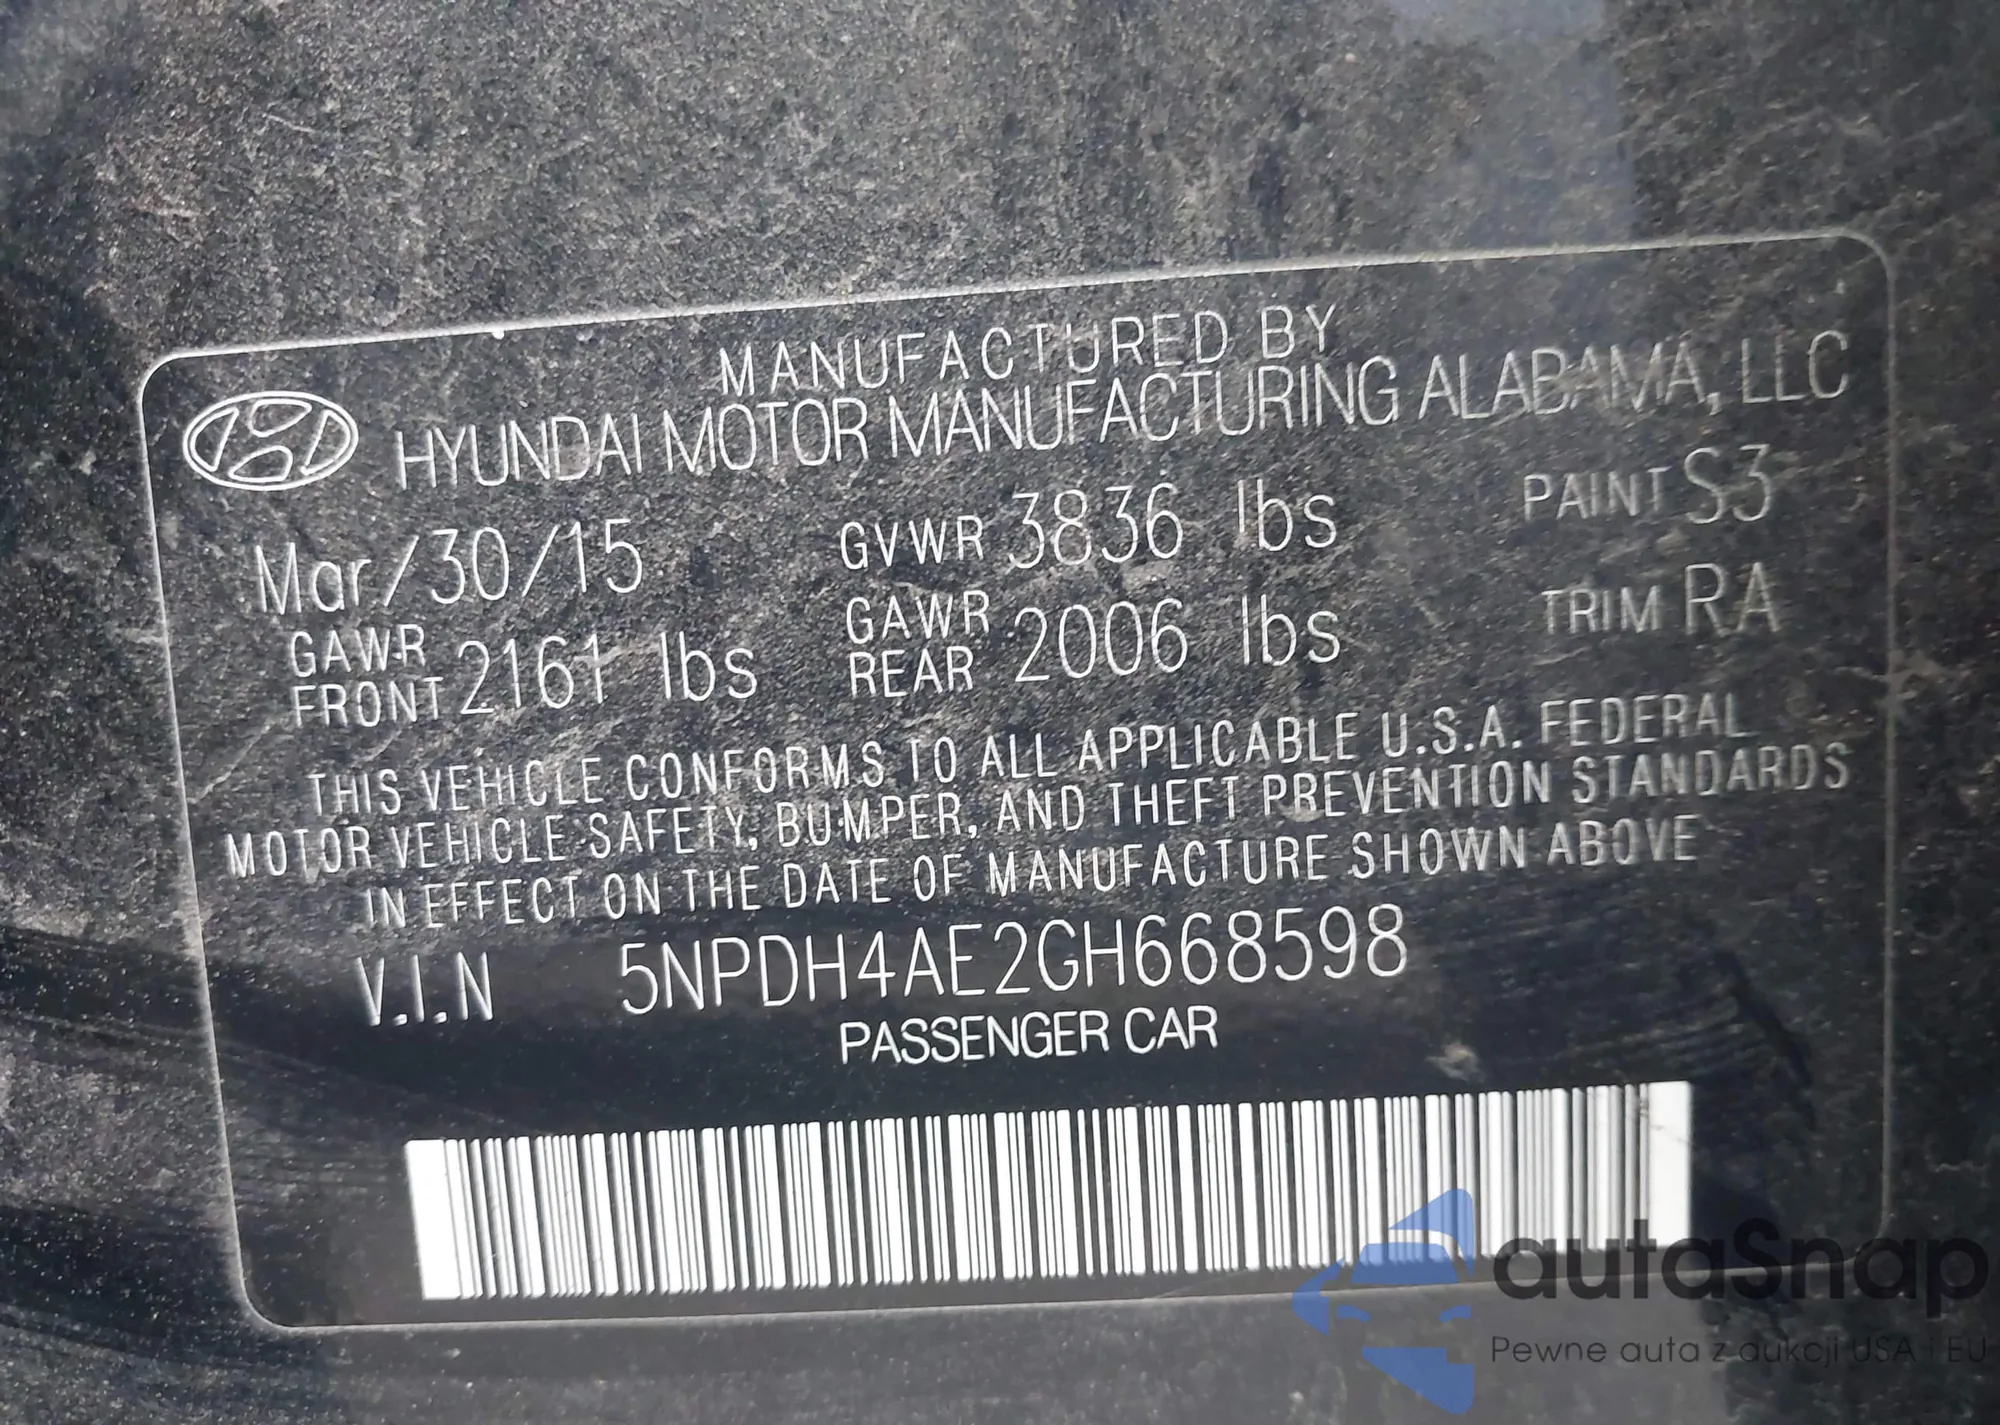 MANUFACTURED BY
HYUNDAI MOTOR MANUFACTURING ALABAMA, LLC
Mar/30/15 GVWR 3836 lbs PAINT S3
GAWR FRONT 2161 lbs GAWR REAR 2006 lbs TRIM RA
THIS VEHICLE CONFORMS TO ALL APPLICABLE U.S.A. FEDERAL
MOTOR VEHICLE SAFETY, BUMPER, AND THEFT PREVENTION STANDARDS
IN EFFECT ON THE DATE OF MANUFACTURE SHOWN ABOVE
V.I.N 5NPDH4AE2GH668598
PASSENGER CAR
autaSnap
Pewne auta z aukcji USA i EU